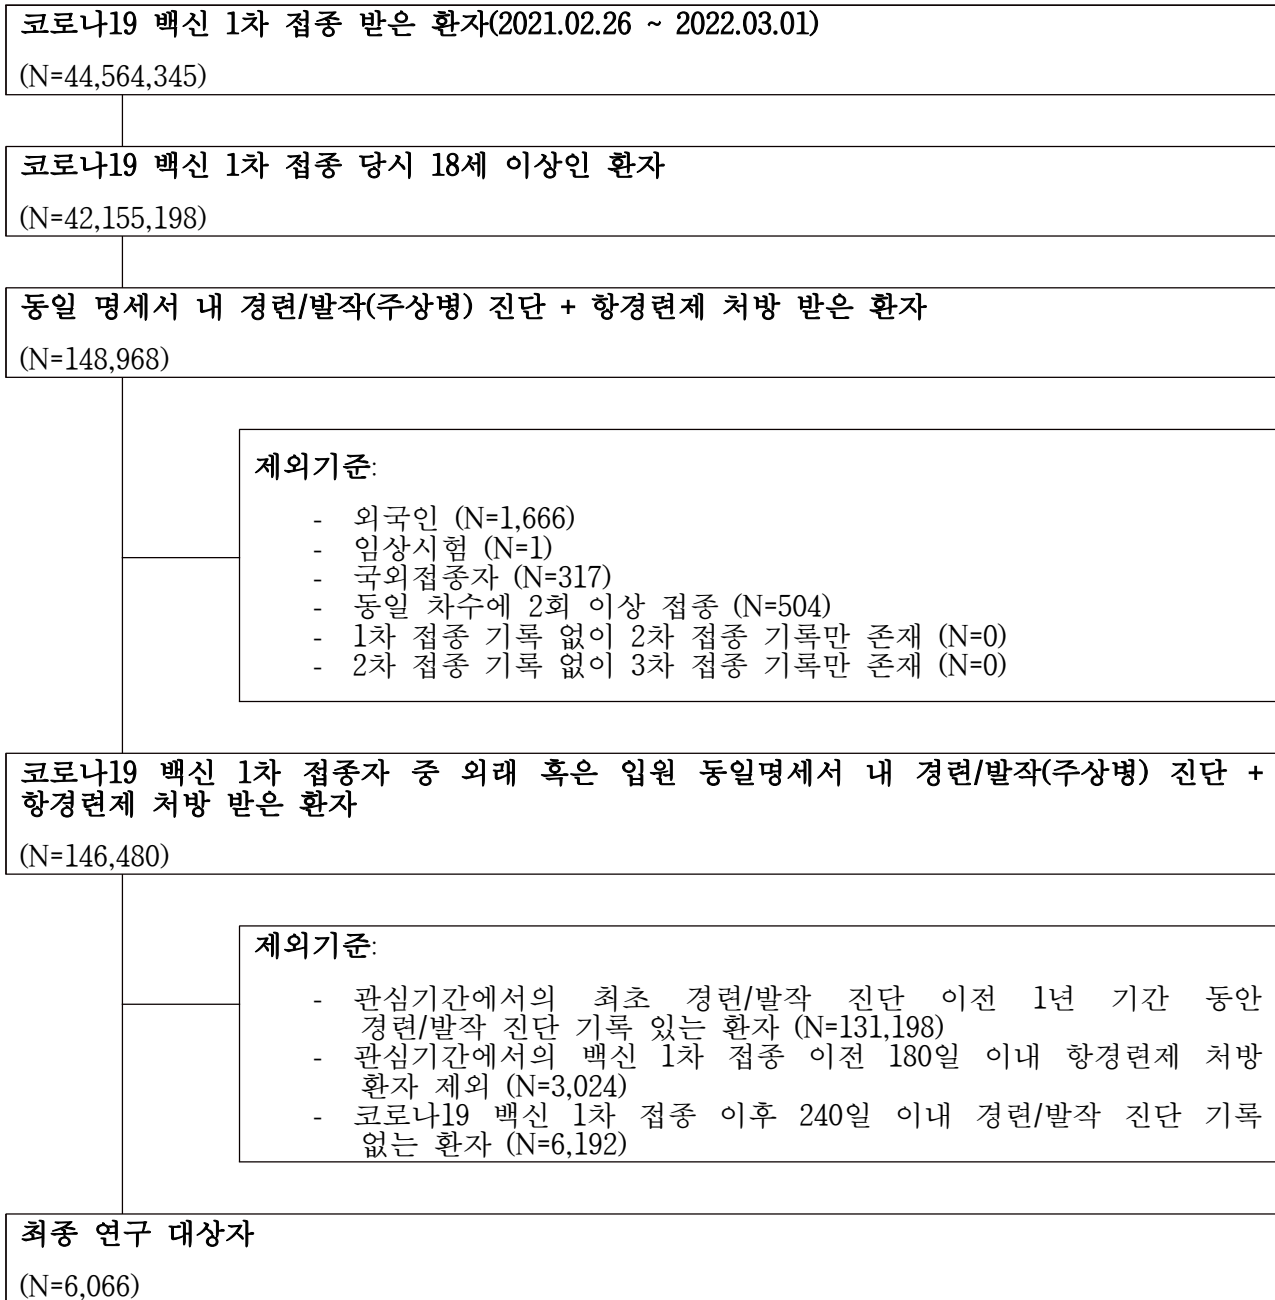 코로나19 백신 1차 접종 받은 환자(2021.02.26 ~ 2022.03.01)
(N=44,564,345)
코로나19 백신 1차 접종 당시 18세 이상인 환자
(N=42,155,198)
동일 명세서 내 경련/발작(주상병) 진단 + 항경련제 처방 받은 환자
(N=148,968)
제외기준:
- 외국인 (N=1,666)
- 임상시험 (N=1)
- 국외접종자 (N=317)
- 동일 차수에 2회 이상 접종 (N=504)
- 1차 접종 기록 없이 2차 접종 기록만 존재 (N=0)
- 2차 접종 기록 없이 3차 접종 기록만 존재 (N=0)
코로나19 백신 1차 접종자 중 외래 혹은 입원 동일명세서 내 경련/발작(주상병) 진단 +
항경련제 처방 받은 환자
(N=146,480)
제외기준:
- 관심기간에서의 최초 경련/발작 진단 이전 1년 기간 동안
경련/발작 진단 기록 있는 환자 (N=131,198)
- 관심기간에서의 백신 1차 접종 이전 180일 이내 항경련제 처방
환자 제외 (N=3,024)
- 코로나19 백신 1차 접종 이후 240일 이내 경련/발작 진단 기록
없는 환자 (N=6,192)
최종 연구 대상자
(N=6,066)